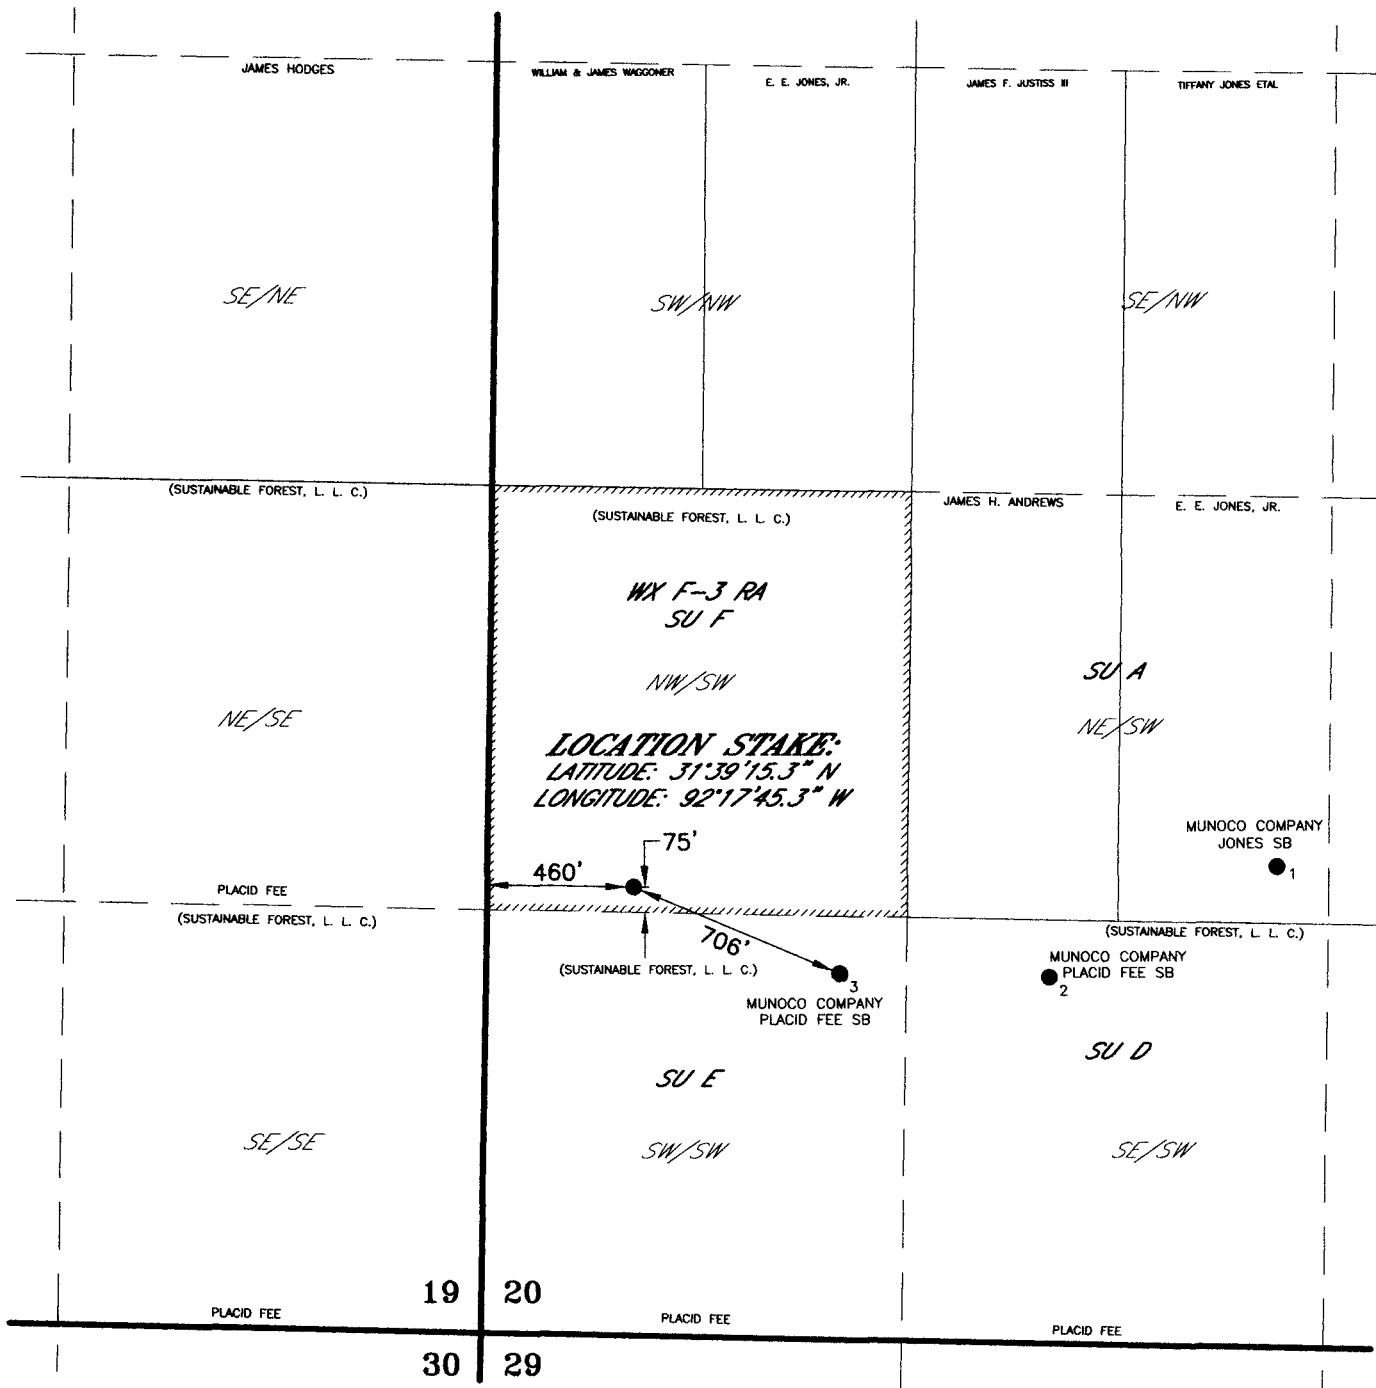 JAMES HODGES
WILLIAM & JAMES WAGGONER
E. E. JONES, JR.
JAMES F. JUSTISS III
TIFFANY JONES ETAL
SE/NE
SW/NW
SE/NW
(SUSTAINABLE FOREST, L. L. C.)
(SUSTAINABLE FOREST, L. L. C.)
JAMES H. ANDREWS
E. E. JONES, JR.
WX F-3 RA
SU F
NW/SW
SU A
NE/SE
NE/SW
LOCATION STAKE:
LATITUDE: 31°39'15.3" N
LONGITUDE: 92°17'45.3" W
MUNOCO COMPANY
JONES SB
1
75'
460'
PLACID FEE
(SUSTAINABLE FOREST, L. L. C.)
706'
(SUSTAINABLE FOREST, L. L. C.)
(SUSTAINABLE FOREST, L. L. C.)
MUNOCO COMPANY
PLACID FEE SB
2
3
MUNOCO COMPANY
PLACID FEE SB
SU E
SU D
SE/SE
SW/SW
SE/SW
19
20
PLACID FEE
PLACID FEE
PLACID FEE
30
29